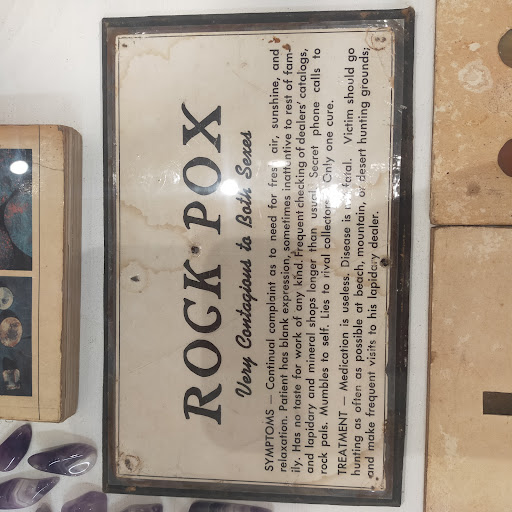 ROCK POX
Very Contagious to Both Sexes
SYMPTOMS — Continual complaint as to need for fresh air, sunshine, and
relaxation. Patient has blank expression, sometimes inattentive to rest of fam-
ily. Has no taste for work of any kind. Frequent checking of dealers' catalogs,
and lapidary and mineral shops longer than usual. Secret phone calls to
rock pals. Mumbles to self. Lies to rival collectors. Only one cure.
TREATMENT — Medication is useless. Disease is not fatal. Victim should go
hunting as often as possible at beach, mountain, or desert hunting grounds;
and make frequent visits to his lapidary dealer.